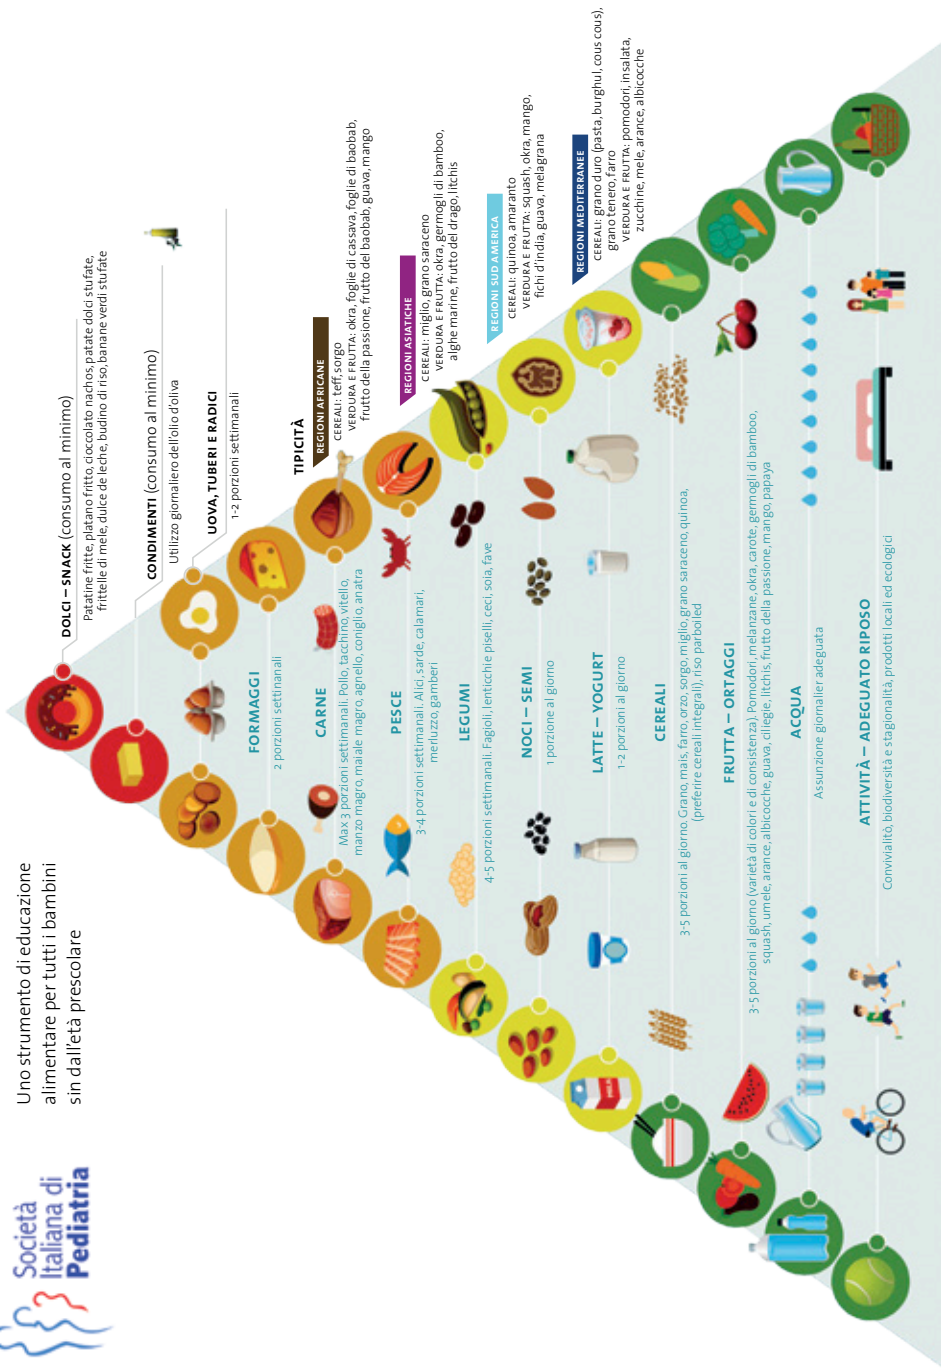 Società
Italiana di
Pediatria
Uno strumento di educazione
alimentare per tutti i bambini
sin dall'età prescolare
DOLCI – SNACK (consumo al minimo)
Patatine fritte, platano fritto, cioccolato nachos, patate dolci stufate,
frittelle di mele, dulce de leche, budino di riso, banane verdi stufate
CONDIMENTI (consumo al minimo)
Utilizzo giornaliero dell'olio d'oliva
UOVA, TUBERI E RADICI
1-2 porzioni settimanali
FORMAGGI
2 porzioni settinanali
CARNE
Max 3 porzioni settimanali. Pollo, tacchino, vitello,
manzo magro, maiale magro, agnello, coniglio, anatra
PESCE
3-4 porzioni settimanali. Alici, sarde, calamari,
merluzzo, gamberi
LEGUMI
4-5 porzioni settimanali. Fagioli, lenticchie piselli, ceci, soia, fave
NOCI – SEMI
1 porzione al giorno
LATTE – YOGURT
1-2 porzioni al giorno
CEREALI
3-5 porzioni al giorno. Grano, mais, farro, orzo, sorgo, miglio, grano saraceno, quinoa,
(preferire cereali integrali), riso parboiled
FRUTTA – ORTAGGI
3-5 porzioni al giorno (varietà di colori e di consistenza). Pomodori, melanzane, okra, carote, germogli di bamboo,
squash, umele, arance, albicocche, guava, ciliegie, litchis, frutto della passione, mango, papaya
ACQUA
Assunzione giornalier adeguata
ATTIVITÀ – ADEGUATO RIPOSO
Convivialitò, biodiversità e stagionalità, prodotti locali ed ecologici
TIPICITÀ
REGIONI AFRICANE
CEREALI: teff, sorgo
VERDURA E FRUTTA: okra, foglie di cassava, foglie di baobab,
frutto della passione, frutto del baobab, guava, mango
REGIONI ASIATICHE
CEREALI: miglio, grano saraceno
VERDURA E FRUTTA: okra, germogli di bamboo,
alghe marine, frutto del drago, litchis
REGIONI SUD AMERICA
CEREALI: quinoa, amaranto
VERDURA E FRUTTA: squash, okra, mango,
fichi d'india, guava, melagrana
REGIONI MEDITERRANEE
CEREALI: grano duro (pasta, burghul, cous cous),
grano tenero, farro
VERDURA E FRUTTA: pomodori, insalata,
zucchine, mele, arance, albicocche